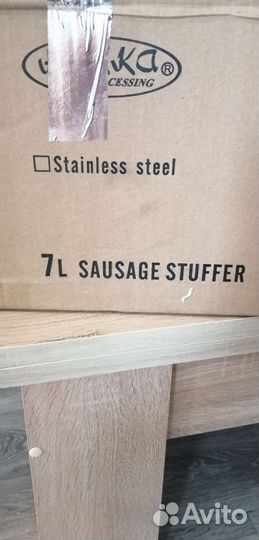 ®
CESSING
☐Stainless steel
7L SAUSAGE STUFFER
Avito